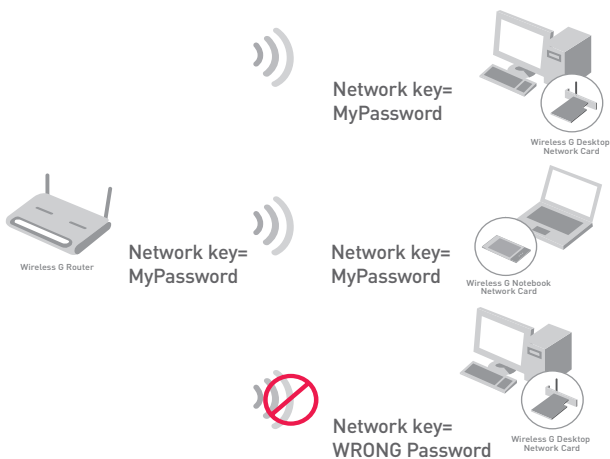 Network key=
MyPassword
Wireless G Desktop
Network Card
Wireless G Router
Network key=
MyPassword
Network key=
MyPassword
Wireless G Notebook
Network Card
Network key=
WRONG Password
Wireless G Desktop
Network Card